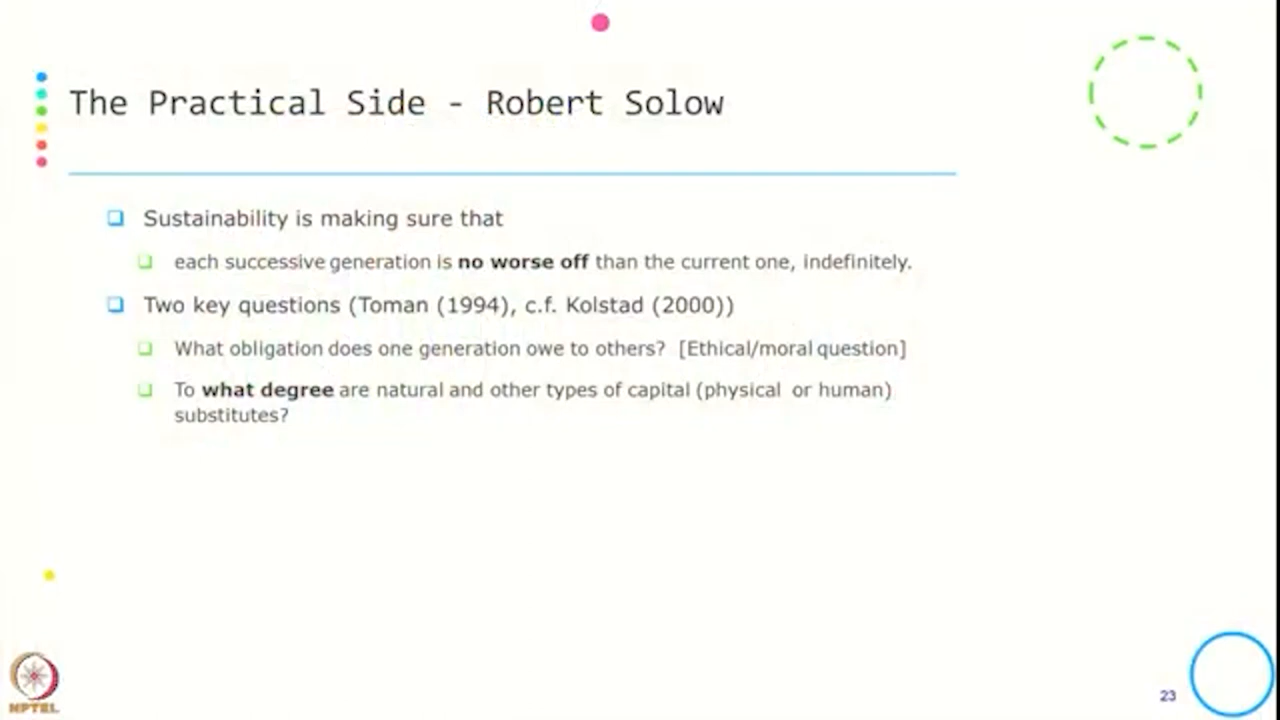 The Practical Side - Robert Solow
Sustainability is making sure that
each successive generation is no worse off than the current one, indefinitely.
Two key questions (Toman (1994), c.f. Kolstad (2000))
What obligation does one generation owe to others? [Ethical/moral question]
To what degree are natural and other types of capital (physical or human)
substitutes?
NPTEL
23